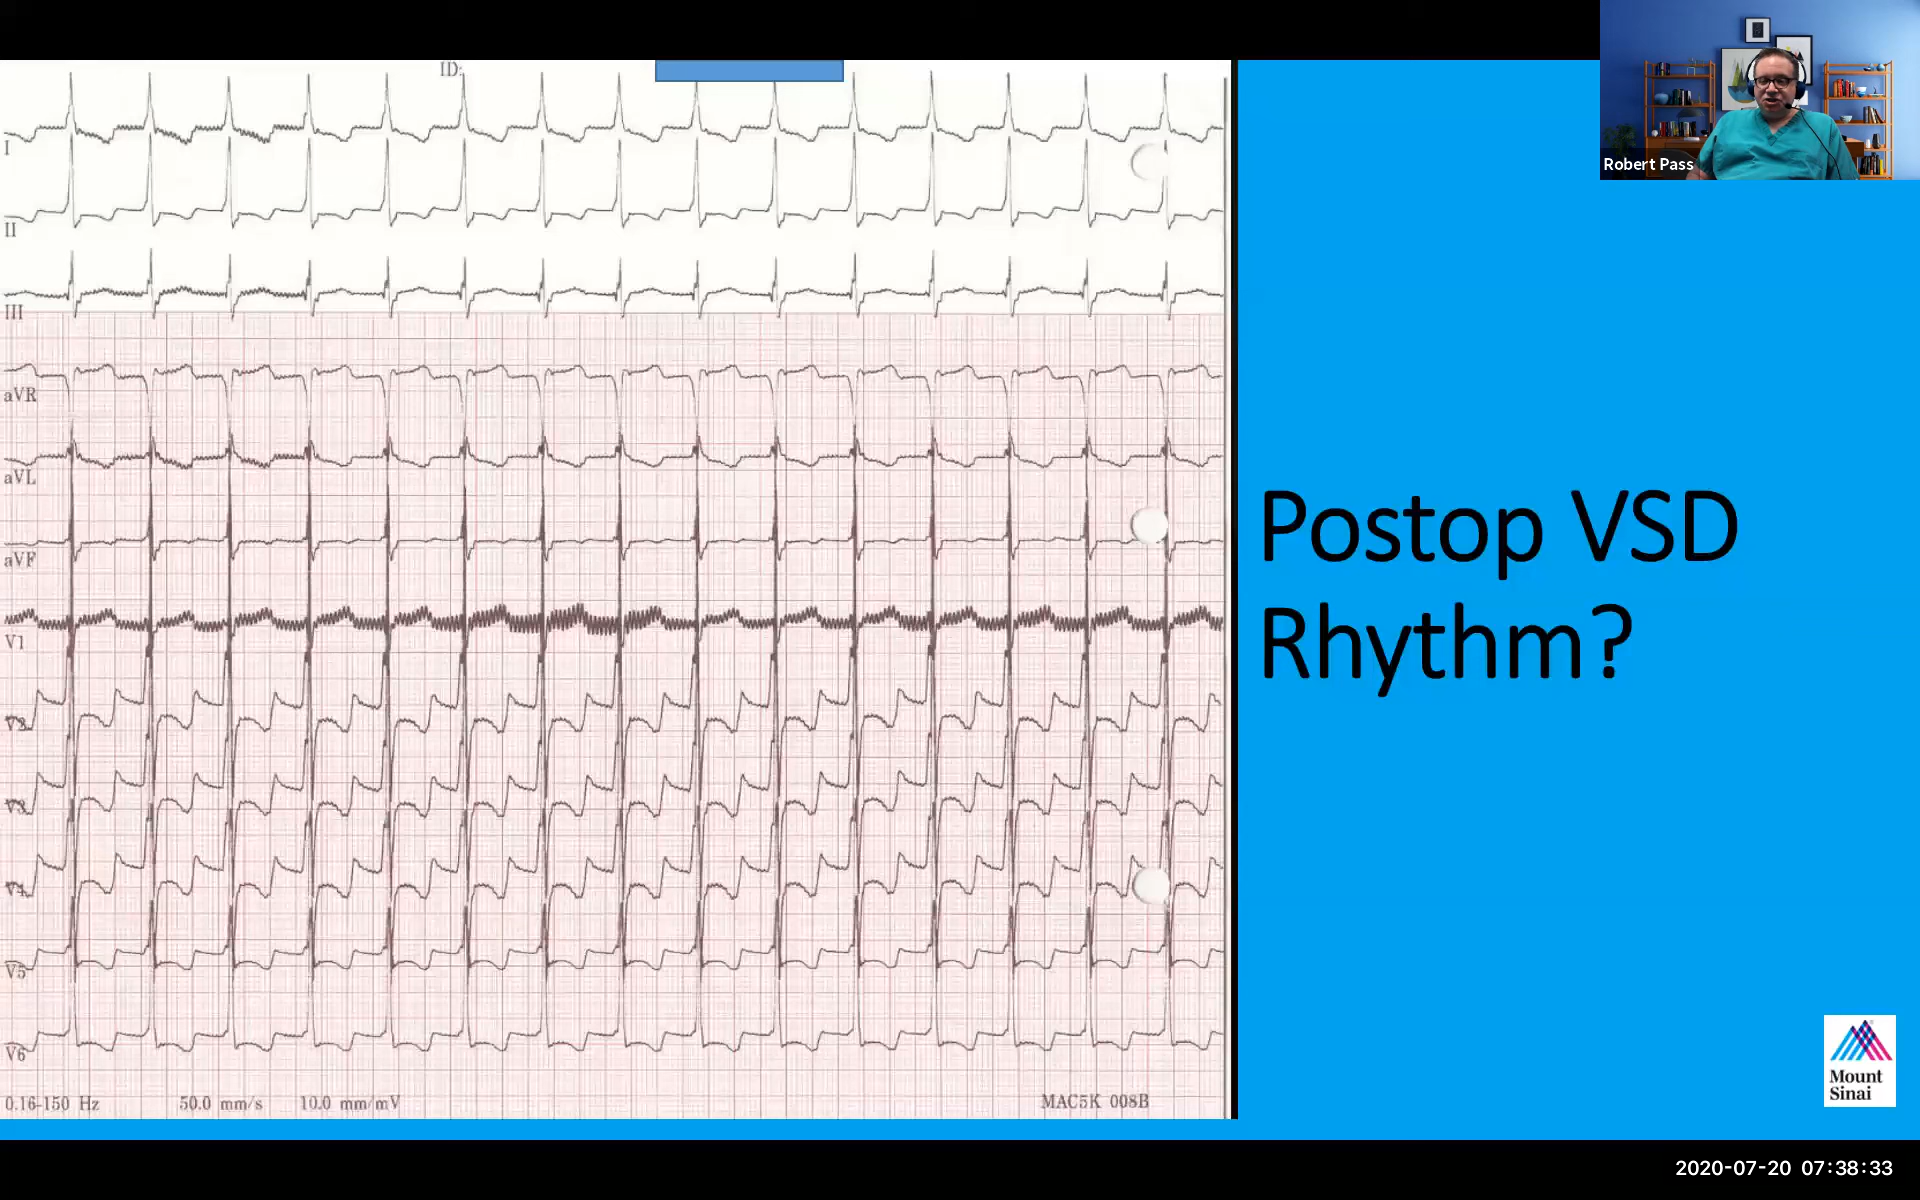 ID:
I
II
III
aVR
aVL
aVF
V1
V2
V3
V4
V5
V6
0.16-150 Hz 50.0 mm/s 10.0 mm/mV MAC5K 008B
Postop VSD
Rhythm?
Robert Pass
Mount
Sinai
2020-07-20 07:38:33